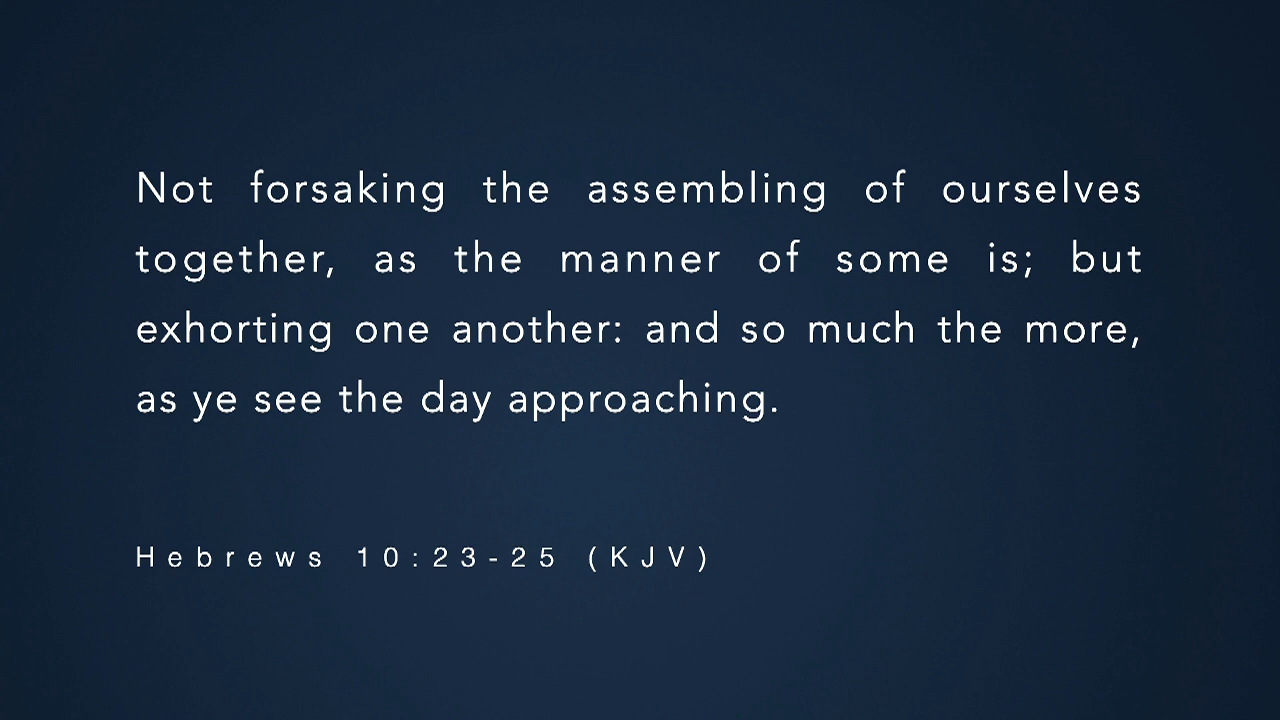 Not forsaking the assembling of ourselves
together, as the manner of some is; but
exhorting one another: and so much the more,
as ye see the day approaching.
Hebrews 10:23-25 (KJV)